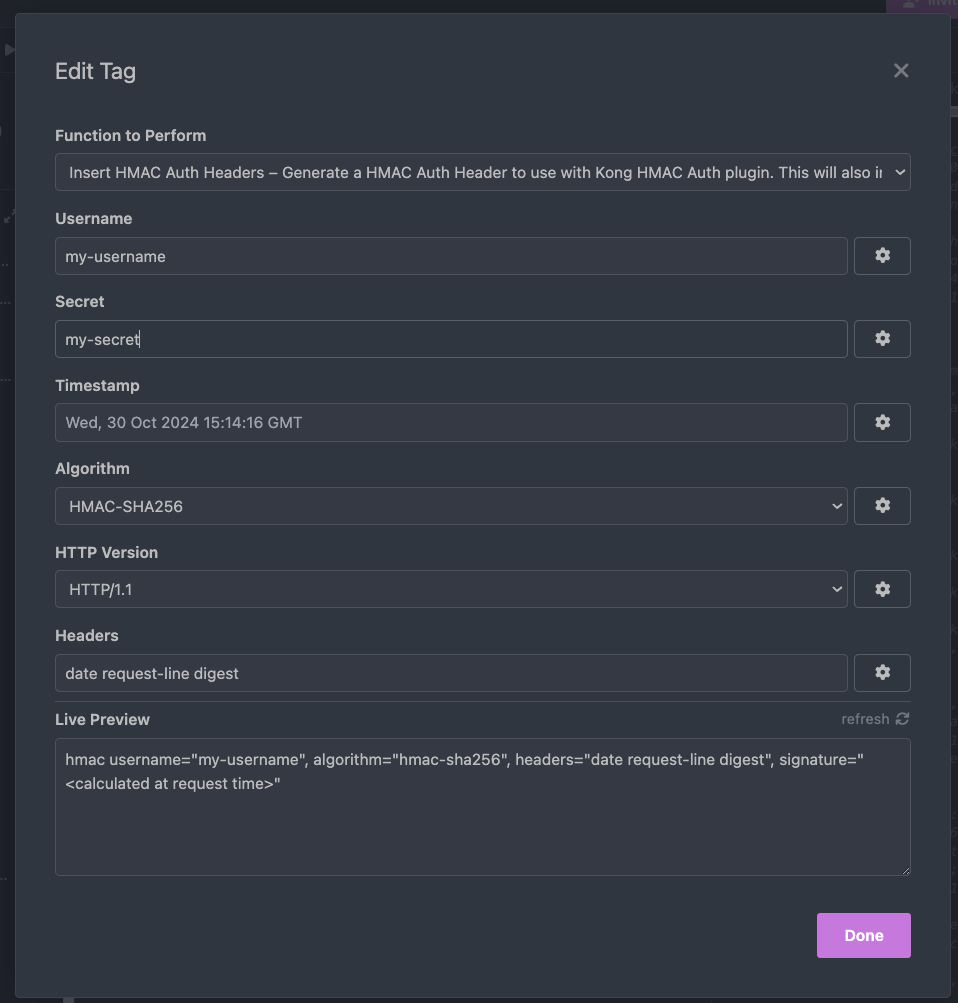 Edit Tag
Function to Perform
Insert HMAC Auth Headers – Generate a HMAC Auth Header to use with Kong HMAC Auth plugin. This will also
Username
my-username
Secret
my-secret
Timestamp
Wed, 30 Oct 2024 15:14:16 GMT
Algorithm
HMAC-SHA256
HTTP Version
HTTP/1.1
Headers
date request-line digest
Live Preview
refresh
hmac username="my-username", algorithm="hmac-sha256", headers="date request-line digest", signature="
<calculated at request time>"
Done